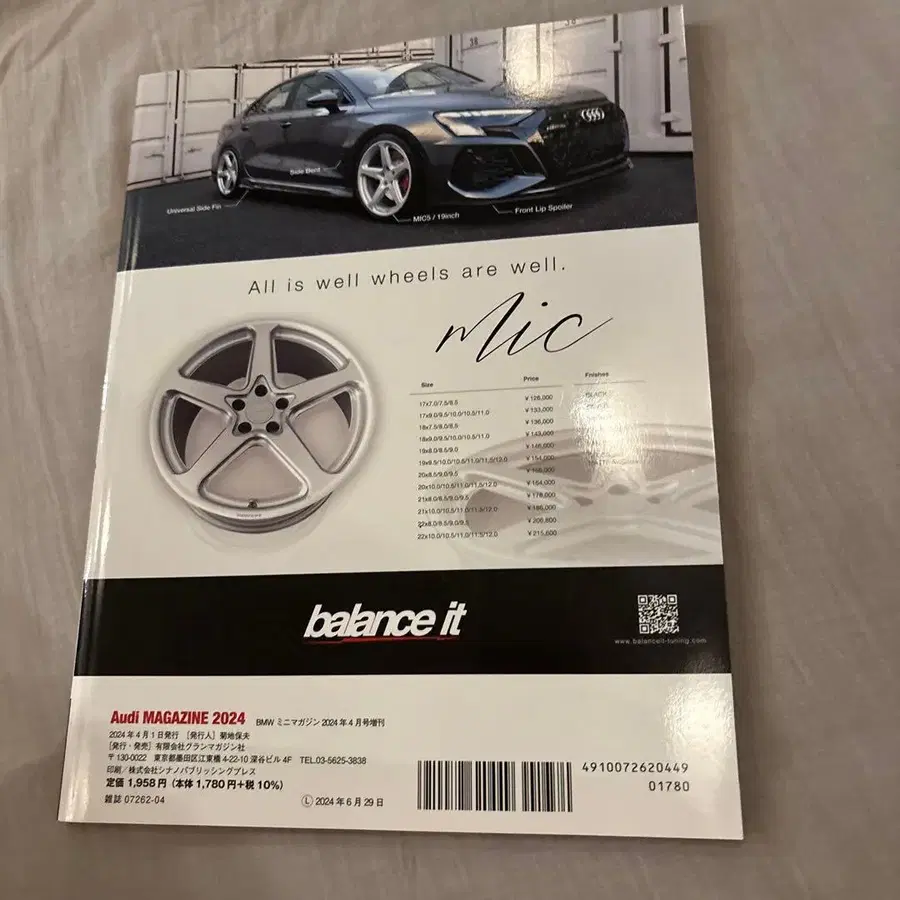 38
38
Side Bent
Universal Side Fin
MIC5 / 19inch
Front Lip Spoiler
All is well wheels are well.
Mic
Size Price Finishes
17x7.0/7.5/8.5 ¥126,000 BLACK
17x9.0/9.5/10.0/10.5/11.0 ¥133,000
18x7.5/8.0/8.5 ¥136,000
18x9.0/9.5/10.0/10.5/11.0 ¥143,000
19x8.0/8.5/9.0 ¥146,000
19x9.5/10.0/10.5/11.0/11.5/12.0 ¥154,000
20x8.5/9.0/9.5
20x10.0/10.5/11.0/11.5/12.0 ¥164,000
21x8.0/8.5/9.0/9.5 ¥178,000
21x10.0/10.5/11.0/11.5/12.0 ¥186,000
22x8.0/8.5/9.0/9.5
22x10.0/10.5/11.0/11.5/12.0 ¥215,600
balance it
www.balanceit-tuning.com
Audi MAGAZINE 2024 BMW ミニマガジン 2024年4月号増刊
2024年4月1日発行 [発行人] 菊地保夫
[発行・発売] 有限会社グランマガジン社
〒130-0022 東京都墨田区江東橋4-22-10 深谷ビル 4F TEL.03-5625-3838
印刷/株式会社シナノパブリッシングプレス
定価 1,958円(本体 1,780円+税 10%)
雑誌 07262-04 Ⓛ 2024年6月29日
4910072620449
01780